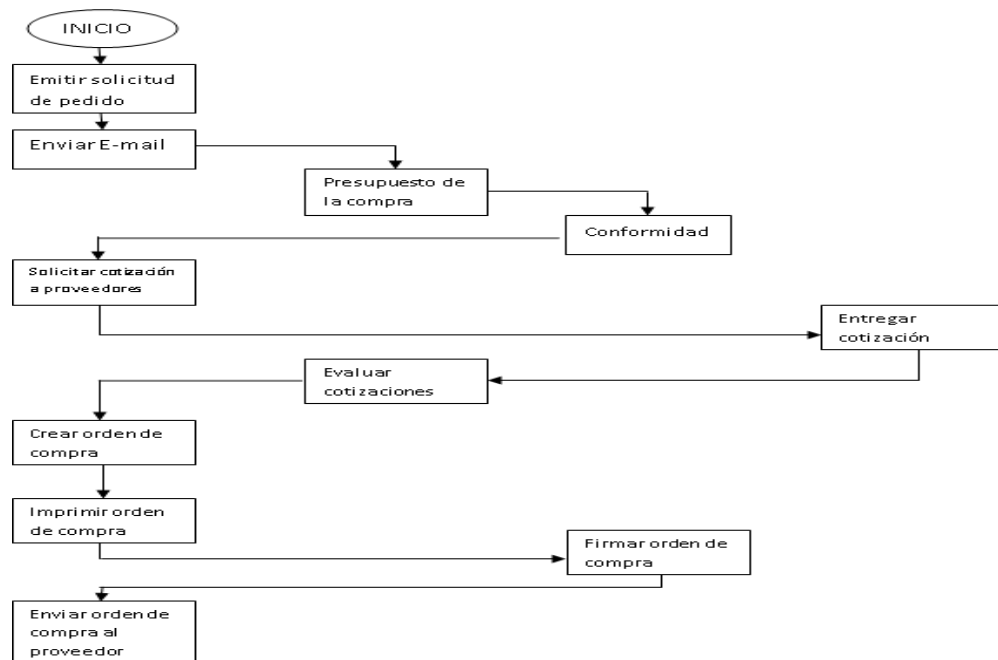 INICIO
Emitir solicitud
de pedido
Enviar E-mail
Presupuesto de
la compra
Conformidad
Solicitar cotización
a proveedores
Entregar
cotización
Evaluar
cotizaciones
Crear orden de
compra
Imprimir orden
de compra
Firmar orden de
compra
Enviar orden de
compra al
proveedor